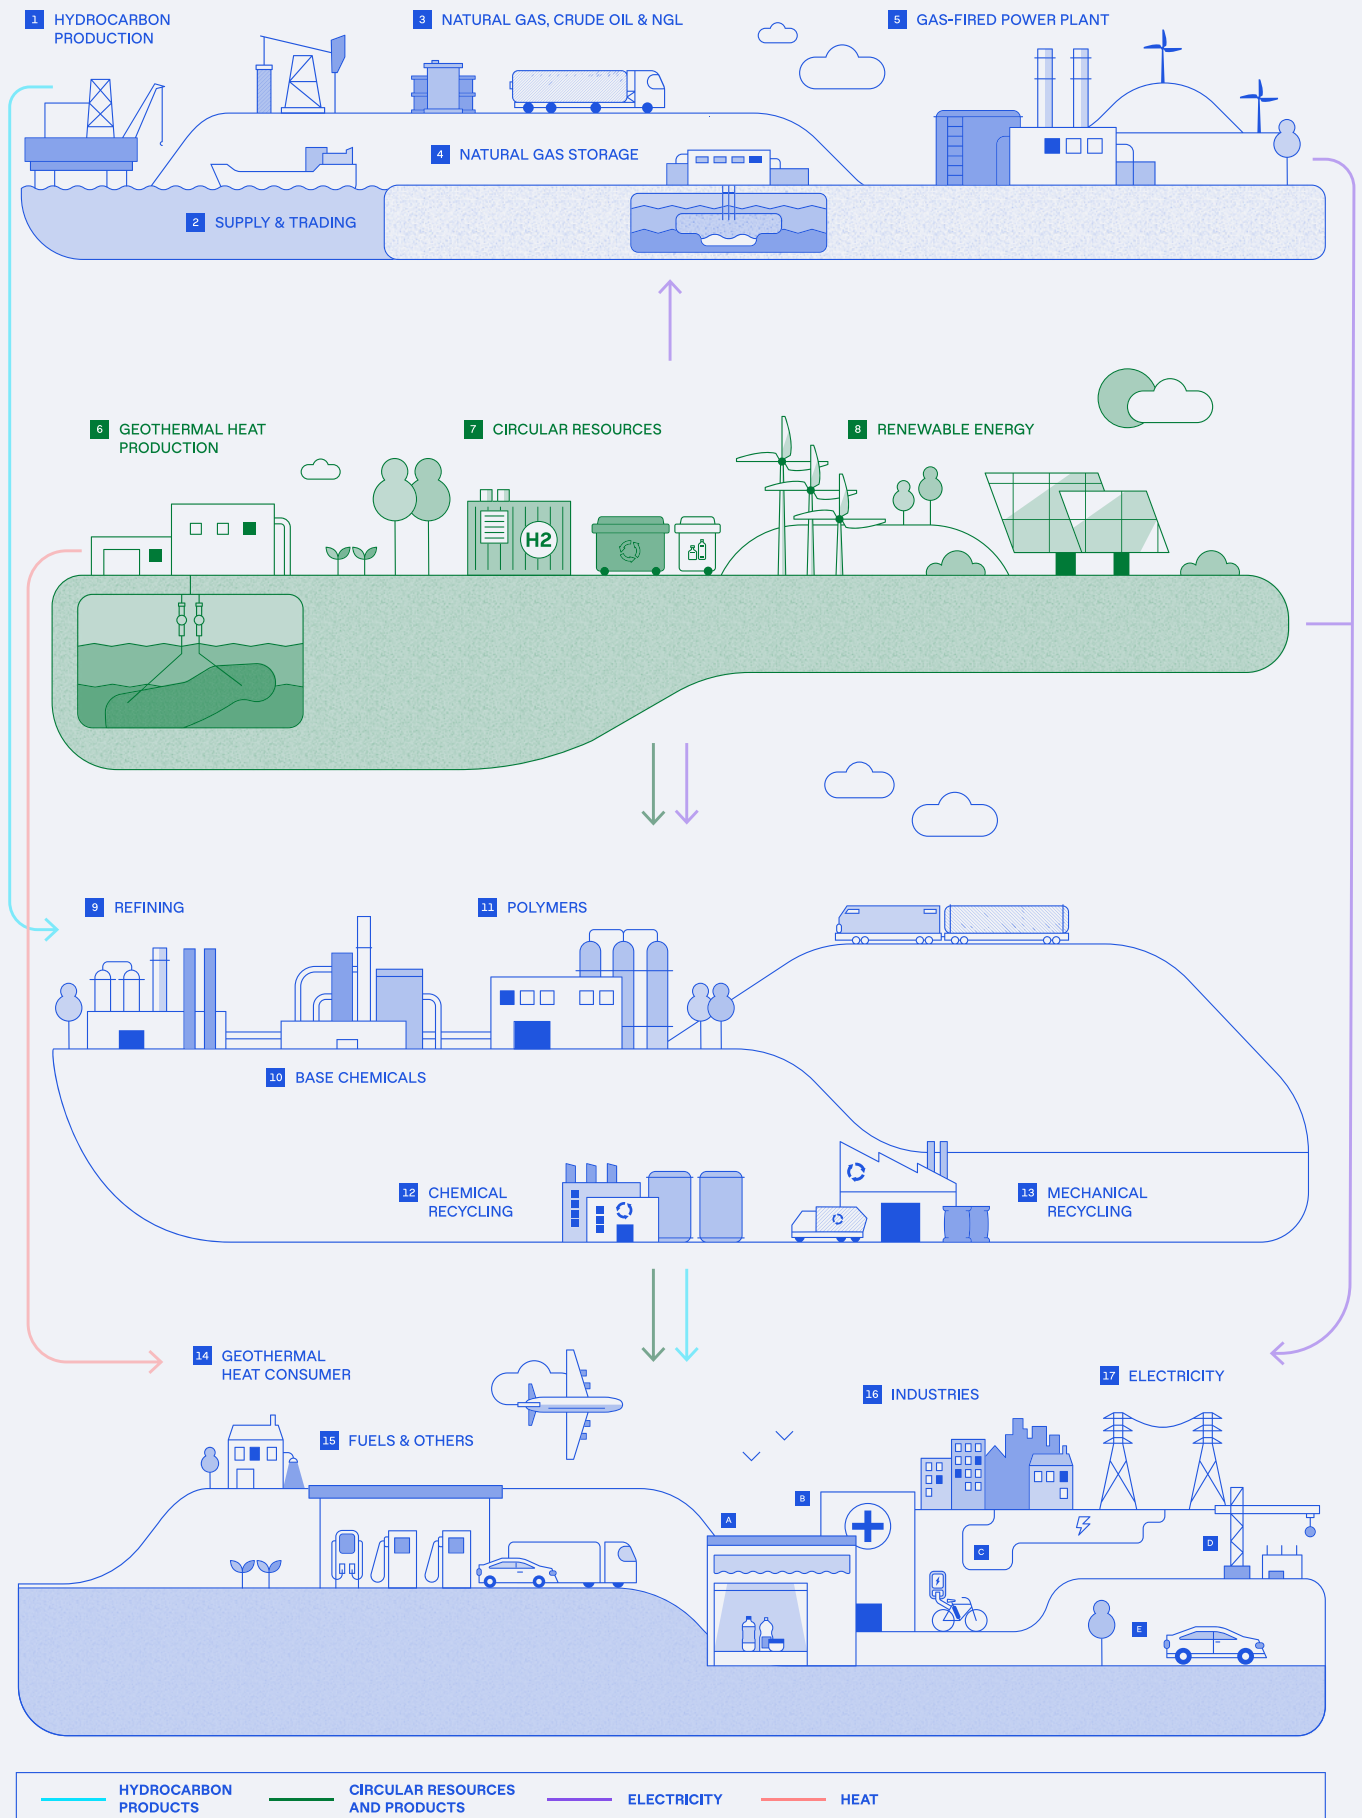 1 HYDROCARBON
PRODUCTION
3 NATURAL GAS, CRUDE OIL & NGL
5 GAS-FIRED POWER PLANT
4 NATURAL GAS STORAGE
2 SUPPLY & TRADING
6 GEOTHERMAL HEAT
PRODUCTION
7 CIRCULAR RESOURCES
8 RENEWABLE ENERGY
H2
9 REFINING
11 POLYMERS
10 BASE CHEMICALS
12 CHEMICAL
RECYCLING
13 MECHANICAL
RECYCLING
14 GEOTHERMAL
HEAT CONSUMER
17 ELECTRICITY
16 INDUSTRIES
15 FUELS & OTHERS
B
A
C
D
E
HYDROCARBON
PRODUCTS
CIRCULAR RESOURCES
AND PRODUCTS
ELECTRICITY
HEAT